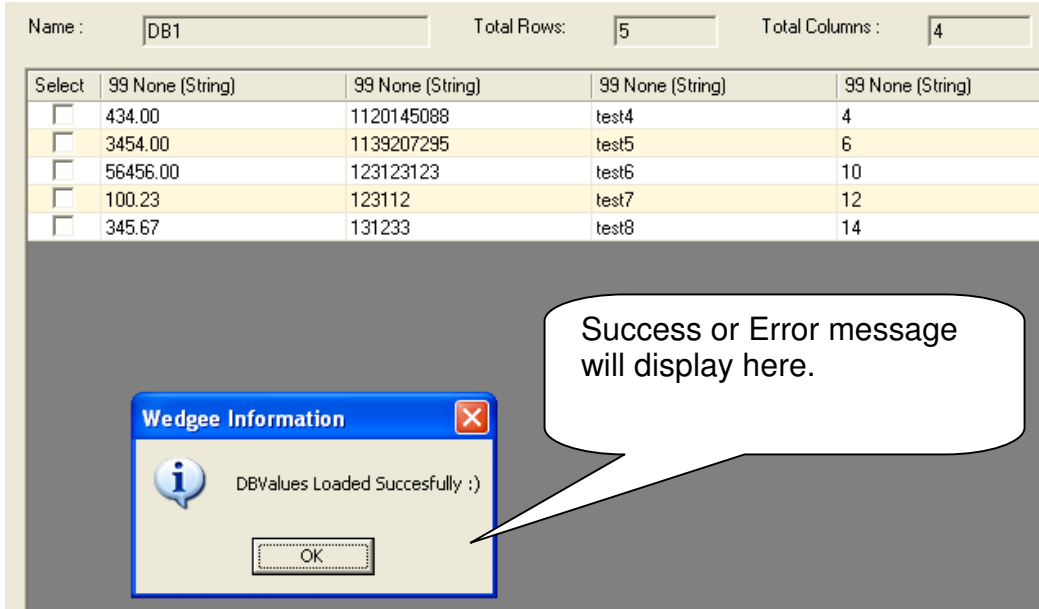 Name : DB1 Total Rows: 5 Total Columns : 4
Select 99 None (String) 99 None (String) 99 None (String) 99 None (String)
434.00 1120145088 test4 4
3454.00 1139207295 test5 6
56456.00 123123123 test6 10
100.23 123112 test7 12
345.67 131233 test8 14
Success or Error message
will display here.
Wedgee Information
DBValues Loaded Succesfully :)
OK